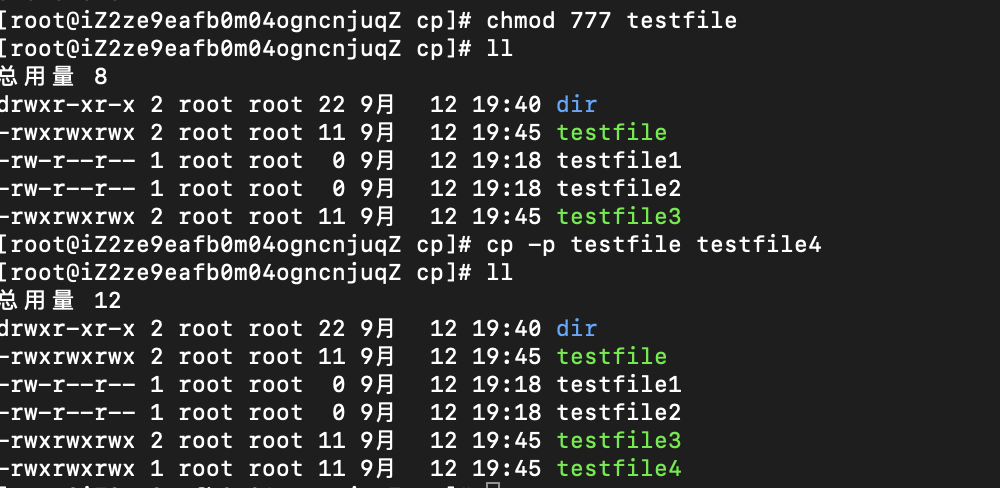 [root@iZ2ze9eafb0m04ogncnjuqZ cp]# chmod 777 testfile
[root@iZ2ze9eafb0m04ogncnjuqZ cp]# ll
总用量 8
drwxr-xr-x 2 root root 22 9月  12 19:40 dir
-rwxrwxrwx 2 root root 11 9月  12 19:45 testfile
-rw-r--r-- 1 root root  0 9月  12 19:18 testfile1
-rw-r--r-- 1 root root  0 9月  12 19:18 testfile2
-rwxrwxrwx 2 root root 11 9月  12 19:45 testfile3
[root@iZ2ze9eafb0m04ogncnjuqZ cp]# cp -p testfile testfile4
[root@iZ2ze9eafb0m04ogncnjuqZ cp]# ll
总用量 12
drwxr-xr-x 2 root root 22 9月  12 19:40 dir
-rwxrwxrwx 2 root root 11 9月  12 19:45 testfile
-rw-r--r-- 1 root root  0 9月  12 19:18 testfile1
-rw-r--r-- 1 root root  0 9月  12 19:18 testfile2
-rwxrwxrwx 2 root root 11 9月  12 19:45 testfile3
-rwxrwxrwx 1 root root 11 9月  12 19:45 testfile4